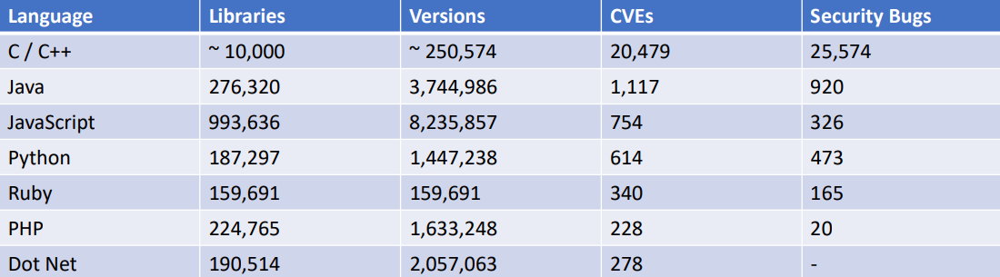 Language Libraries Versions CVEs Security Bugs
C / C++ ~ 10,000 ~ 250,574 20,479 25,574
Java 276,320 3,744,986 1,117 920
JavaScript 993,636 8,235,857 754 326
Python 187,297 1,447,238 614 473
Ruby 159,691 159,691 340 165
PHP 224,765 1,633,248 228 20
Dot Net 190,514 2,057,063 278 -